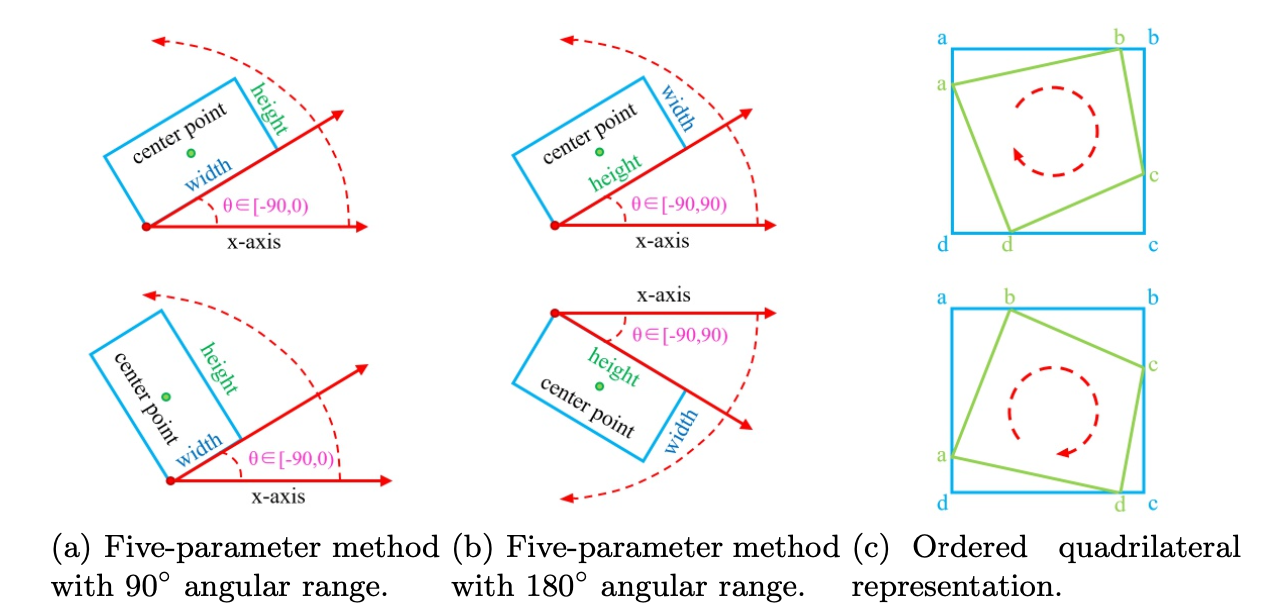 center point
height
width
θ∈[-90,0)
x-axis
center point
height
width
θ∈[-90,0)
x-axis
(a) Five-parameter method
with 90° angular range.
center point
width
height
θ∈[-90,90)
x-axis
x-axis
θ∈[-90,90)
height
center point
width
(b) Five-parameter method
with 180° angular range.
a b b
a
c
d d c
a b b
c
a
d d c
(c) Ordered quadrilateral
representation.